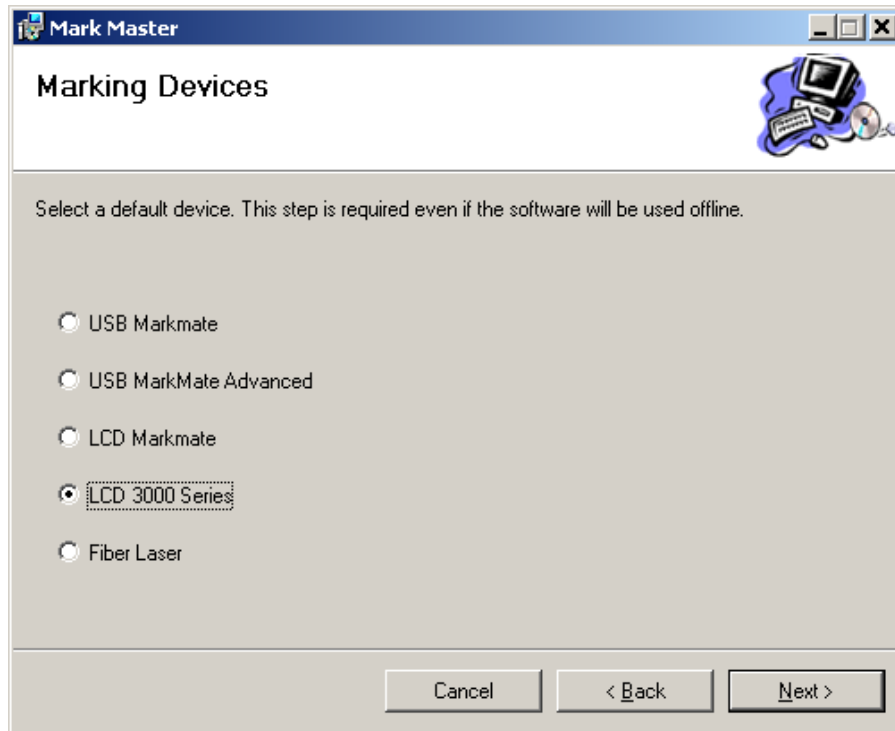 Mark Master
Marking Devices
Select a default device. This step is required even if the software will be used offline.
USB Markmate
USB MarkMate Advanced
LCD Markmate
LCD 3000 Series
Fiber Laser
Cancel
< Back
Next >